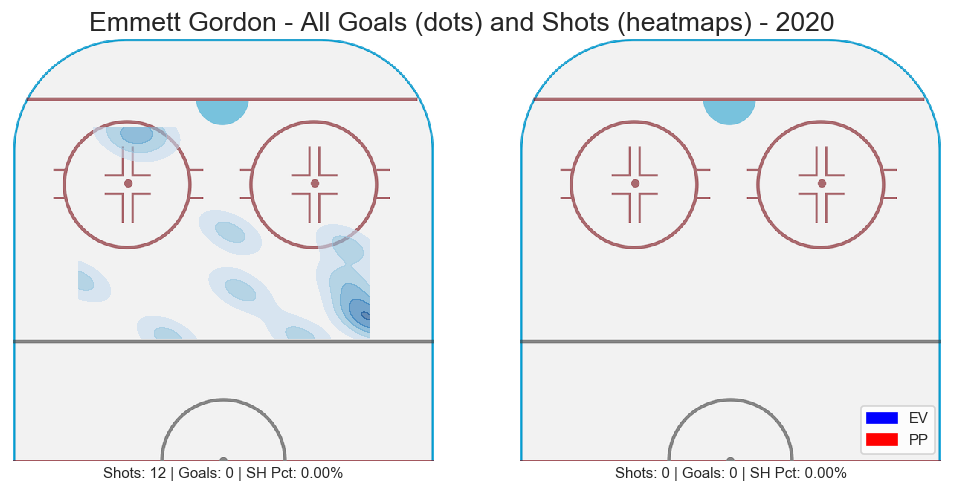 Emmett Gordon - All Goals (dots) and Shots (heatmaps) - 2020
EV
PP
Shots: 12 | Goals: 0 | SH Pct: 0.00%
Shots: 0 | Goals: 0 | SH Pct: 0.00%